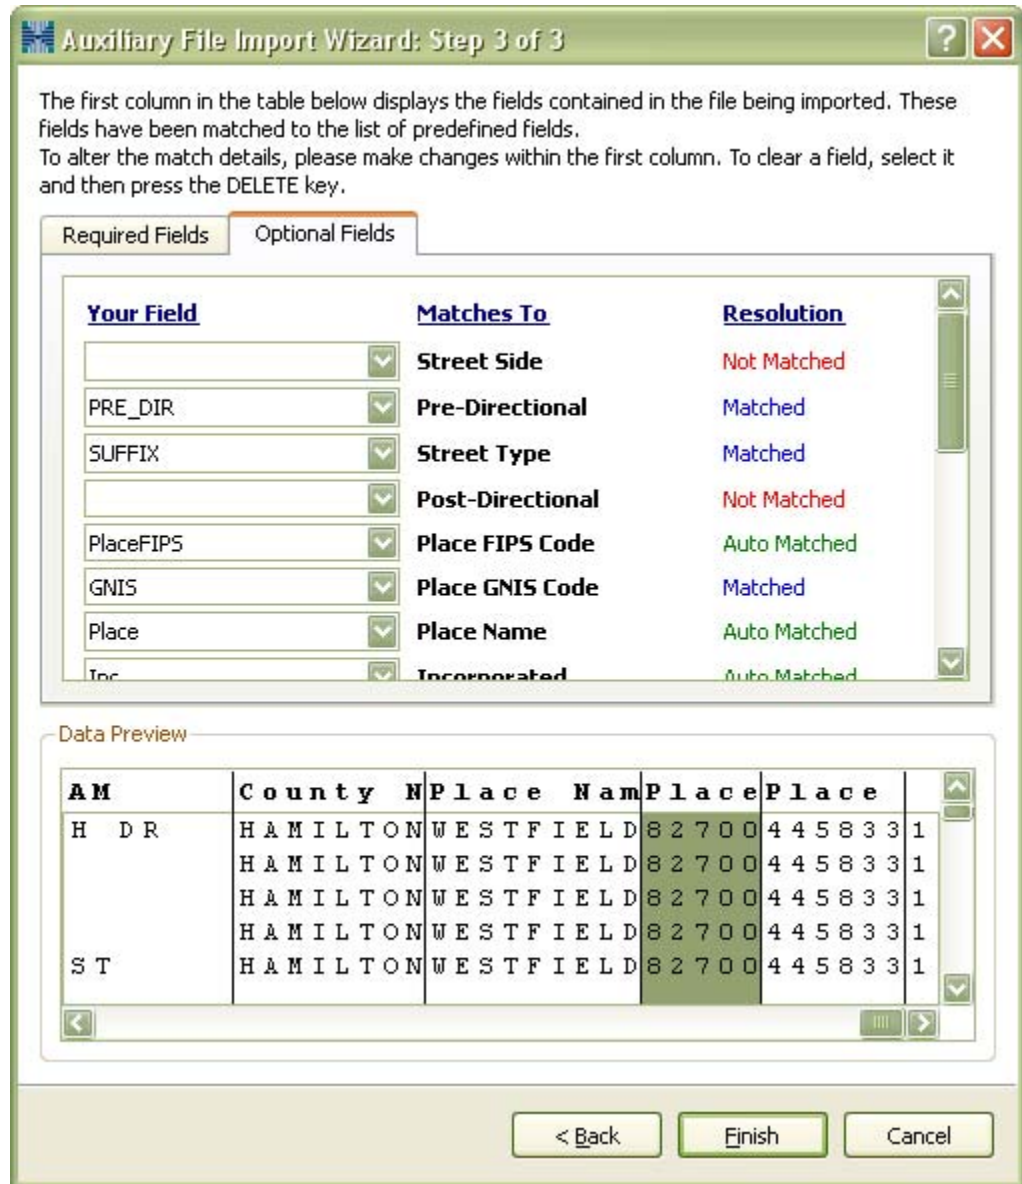 Auxiliary File Import Wizard: Step 3 of 3
The first column in the table below displays the fields contained in the file being imported. These
fields have been matched to the list of predefined fields.
To alter the match details, please make changes within the first column. To clear a field, select it
and then press the DELETE key.
Required Fields Optional Fields
Your Field Matches To Resolution
Street Side Not Matched
PRE_DIR Pre-Directional Matched
SUFFIX Street Type Matched
Post-Directional Not Matched
PlaceFIPS Place FIPS Code Auto Matched
GNIS Place GNIS Code Matched
Place Place Name Auto Matched
Inc Incorporated Auto Matched
Data Preview
AM County N Place Nam Place Place
H DR HAMILTON WESTFIELD 82700 445833 1
HAMILTON WESTFIELD 82700 445833 1
HAMILTON WESTFIELD 82700 445833 1
HAMILTON WESTFIELD 82700 445833 1
ST HAMILTON WESTFIELD 82700 445833 1
< Back Finish Cancel